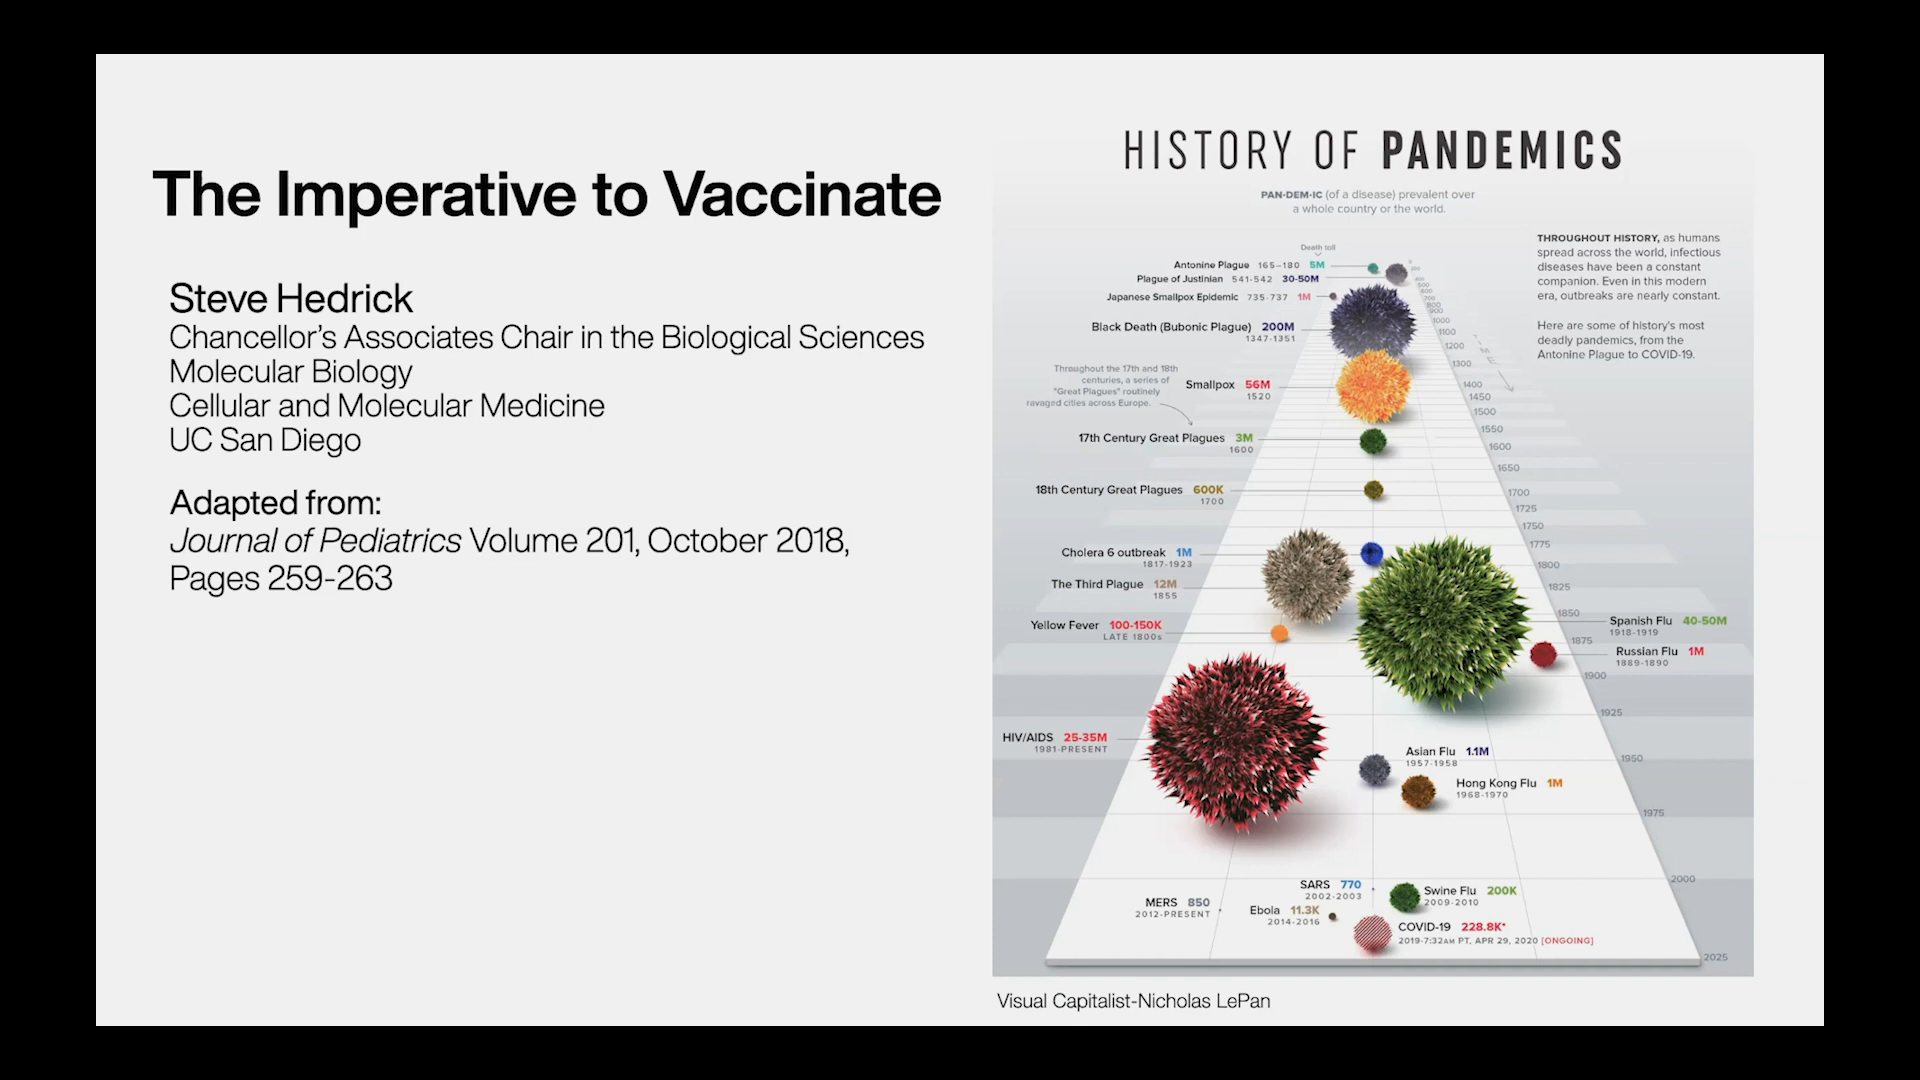 The Imperative to Vaccinate
Steve Hedrick
Chancellor's Associates Chair in the Biological Sciences
Molecular Biology
Cellular and Molecular Medicine
UC San Diego
Adapted from:
Journal of Pediatrics Volume 201, October 2018,
Pages 259-263
HISTORY OF PANDEMICS
PAN·DEM·IC (of a disease) prevalent over
a whole country or the world.
THROUGHOUT HISTORY, as humans
spread across the world, infectious
diseases have been a constant
companion. Even in this modern
era, outbreaks are nearly constant.
Here are some of history's most
deadly pandemics, from the
Antonine Plague to COVID-19.
Death toll
Antonine Plague 165-180 5M
Plague of Justinian 541-542 30-50M
Japanese Smallpox Epidemic 735-737 1M
Black Death (Bubonic Plague) 200M
1347-1351
Throughout the 17th and 18th
centuries, a series of
"Great Plagues" routinely
ravaged cities across Europe.
Smallpox 56M
1520
17th Century Great Plagues 3M
1600
18th Century Great Plagues 600K
1700
Cholera 6 outbreak 1M
1817-1923
The Third Plague 12M
1855
Yellow Fever 100-150K
LATE 1800s
Spanish Flu 40-50M
1918-1919
Russian Flu 1M
1889-1890
HIV/AIDS 25-35M
1981-PRESENT
Asian Flu 1.1M
1957-1958
Hong Kong Flu 1M
1968-1970
SARS 770
2002-2003
Swine Flu 200K
2009-2010
MERS 850
2012-PRESENT
Ebola 11.3K
2014-2016
COVID-19 228.8K*
2019-7:32AM PT, APR 29, 2020 [ONGOING]
TIME
500
600
700
800
900
1000
1100
1200
1300
1400
1450
1500
1550
1600
1650
1700
1725
1750
1775
1800
1825
1850
1875
1900
1925
1950
1975
2000
2025
Visual Capitalist-Nicholas LePan